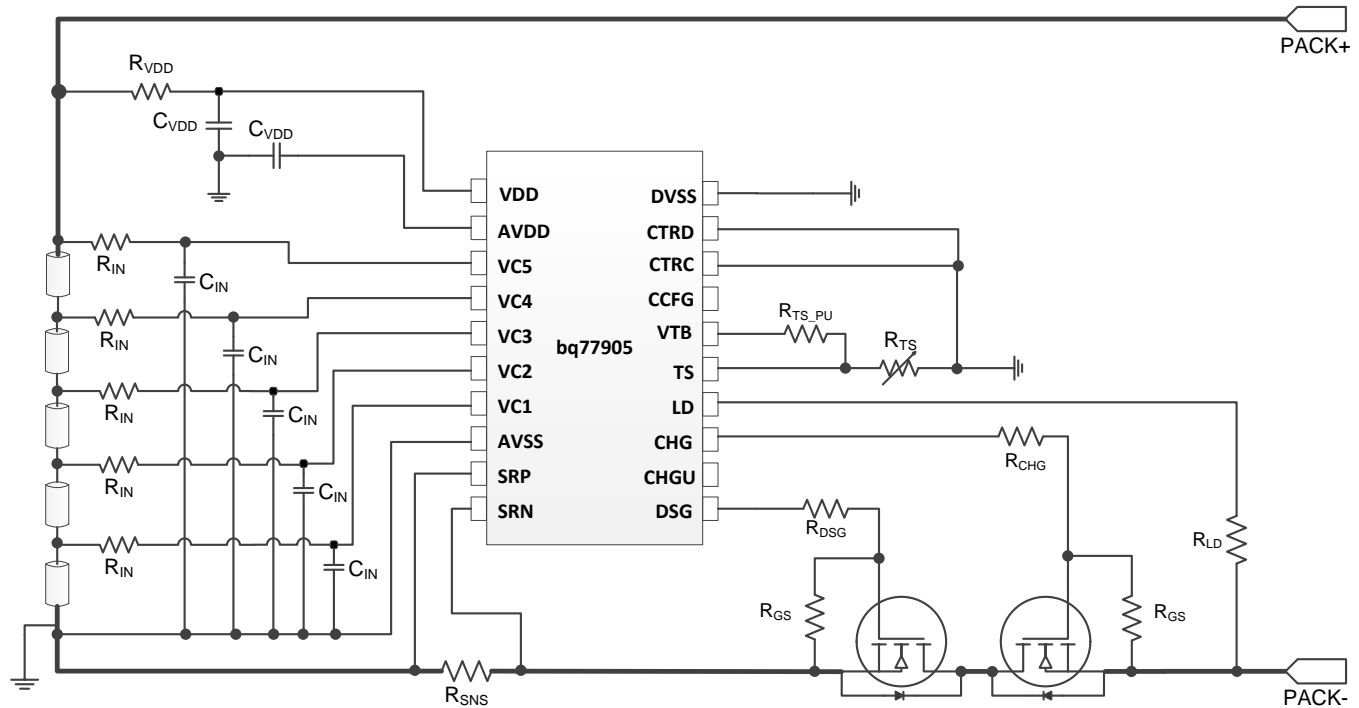 PACK+
RVDD
CVDD
CVDD
VDD
AVDD
VC5
VC4
VC3
VC2
VC1
AVSS
SRP
SRN
bq77905
DVSS
CTRD
CTRC
CCFG
VTB
TS
LD
CHG
CHGU
DSG
RIN
CIN
RIN
CIN
RIN
CIN
RIN
CIN
RIN
CIN
RTS_PU
RTS
RCHG
RDSG
RLD
RGS
RGS
RSNS
PACK-